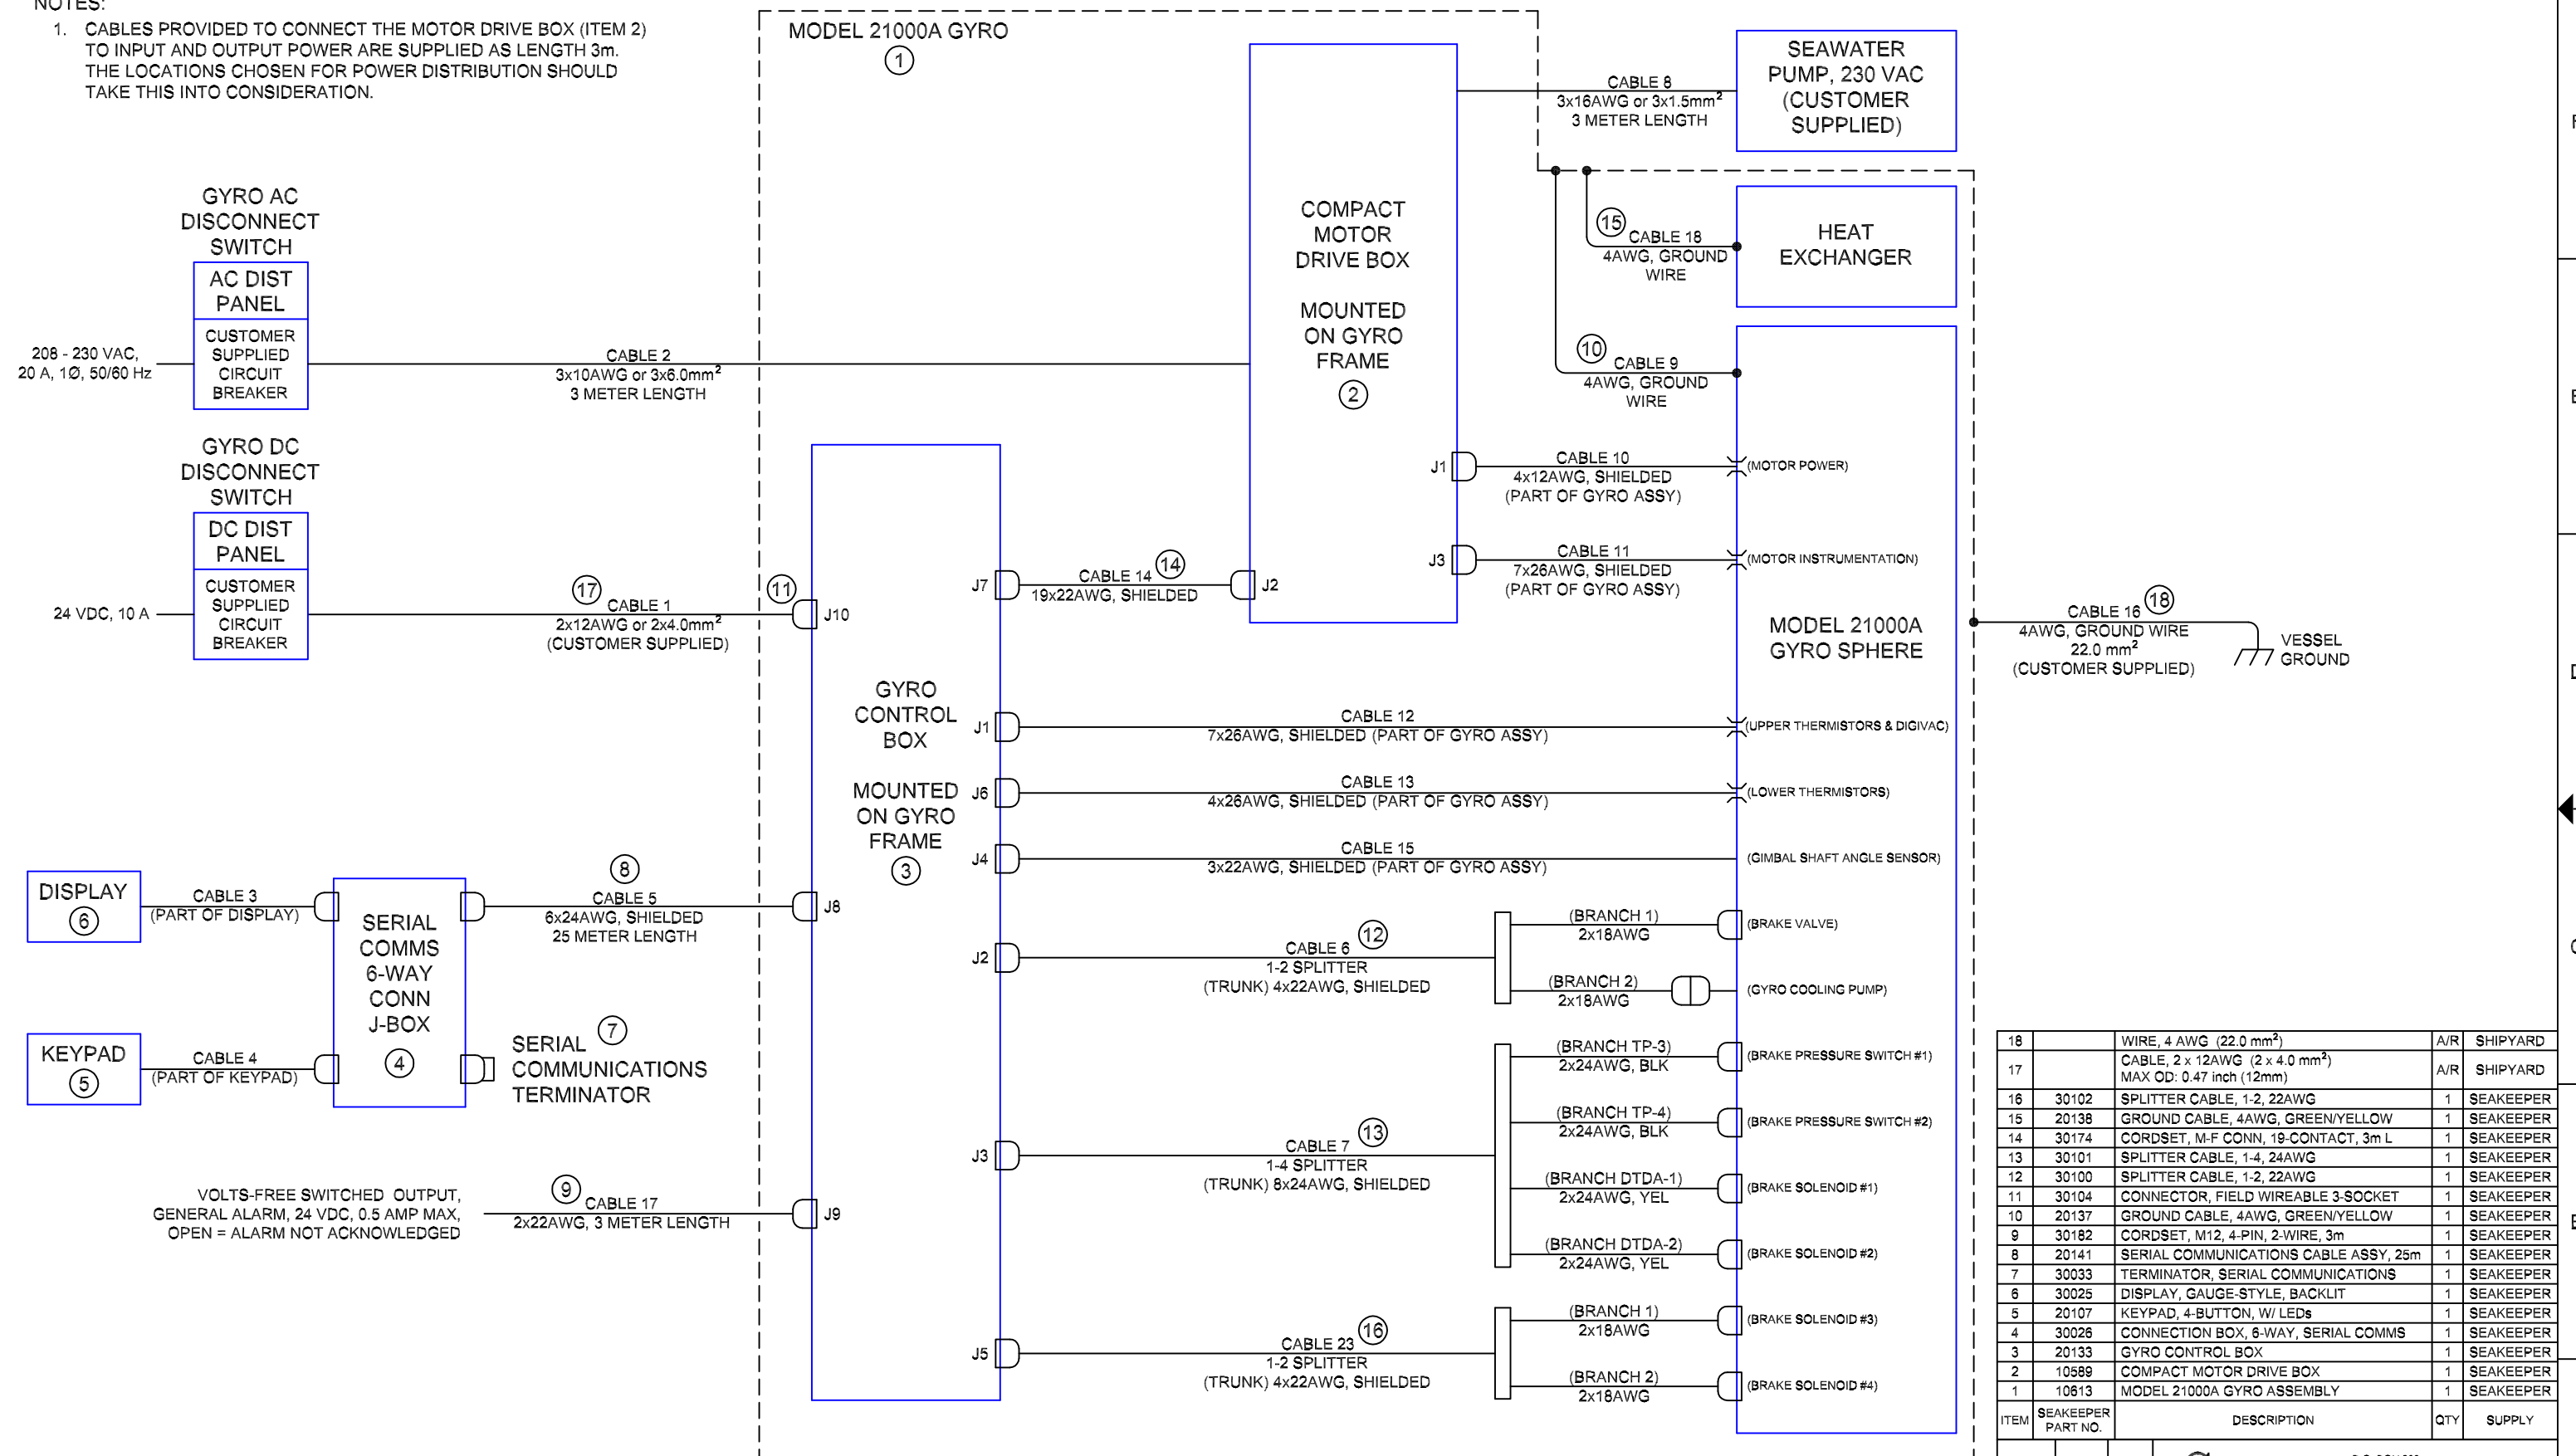 NOTES:
1. CABLES PROVIDED TO CONNECT THE MOTOR DRIVE BOX (ITEM 2)
TO INPUT AND OUTPUT POWER ARE SUPPLIED AS LENGTH 3m.
THE LOCATIONS CHOSEN FOR POWER DISTRIBUTION SHOULD
TAKE THIS INTO CONSIDERATION.
MODEL 21000A GYRO
1
SEAWATER
PUMP, 230 VAC
(CUSTOMER
SUPPLIED)
CABLE 8
3x16AWG or 3x1.5mm²
3 METER LENGTH
GYRO AC
DISCONNECT
SWITCH
AC DIST
PANEL
CUSTOMER
SUPPLIED
CIRCUIT
BREAKER
208 - 230 VAC,
20 A, 1Ø, 50/60 Hz
CABLE 2
3x10AWG or 3x6.0mm²
3 METER LENGTH
COMPACT
MOTOR
DRIVE BOX
MOUNTED
ON GYRO
FRAME
2
15
CABLE 18
4AWG, GROUND
WIRE
HEAT
EXCHANGER
10
CABLE 9
4AWG, GROUND
WIRE
GYRO DC
DISCONNECT
SWITCH
DC DIST
PANEL
CUSTOMER
SUPPLIED
CIRCUIT
BREAKER
24 VDC, 10 A
17
CABLE 1
2x12AWG or 2x4.0mm²
(CUSTOMER SUPPLIED)
11
J10
J7
CABLE 14
14
19x22AWG, SHIELDED
J2
J1
CABLE 10
4x12AWG, SHIELDED
(PART OF GYRO ASSY)
(MOTOR POWER)
J3
CABLE 11
7x26AWG, SHIELDED
(PART OF GYRO ASSY)
(MOTOR INSTRUMENTATION)
MODEL 21000A
GYRO SPHERE
CABLE 16
18
4AWG, GROUND WIRE
22.0 mm²
(CUSTOMER SUPPLIED)
VESSEL
GROUND
GYRO
CONTROL
BOX
MOUNTED
ON GYRO
FRAME
3
J1
CABLE 12
7x26AWG, SHIELDED (PART OF GYRO ASSY)
(UPPER THERMISTORS & DIGIVAC)
J6
CABLE 13
4x26AWG, SHIELDED (PART OF GYRO ASSY)
(LOWER THERMISTORS)
J4
CABLE 15
3x22AWG, SHIELDED (PART OF GYRO ASSY)
(GIMBAL SHAFT ANGLE SENSOR)
DISPLAY
6
CABLE 3
(PART OF DISPLAY)
SERIAL
COMMS
6-WAY
CONN
J-BOX
4
8
CABLE 5
6x24AWG, SHIELDED
25 METER LENGTH
J8
KEYPAD
5
CABLE 4
(PART OF KEYPAD)
7
SERIAL
COMMUNICATIONS
TERMINATOR
J2
CABLE 6
12
1-2 SPLITTER
(TRUNK) 4x22AWG, SHIELDED
(BRANCH 1)
2x18AWG
(BRAKE VALVE)
(BRANCH 2)
2x18AWG
(GYRO COOLING PUMP)
J3
CABLE 7
13
1-4 SPLITTER
(TRUNK) 8x24AWG, SHIELDED
(BRANCH TP-3)
2x24AWG, BLK
(BRAKE PRESSURE SWITCH #1)
(BRANCH TP-4)
2x24AWG, BLK
(BRAKE PRESSURE SWITCH #2)
(BRANCH DTDA-1)
2x24AWG, YEL
(BRAKE SOLENOID #1)
(BRANCH DTDA-2)
2x24AWG, YEL
(BRAKE SOLENOID #2)
VOLTS-FREE SWITCHED OUTPUT,
GENERAL ALARM, 24 VDC, 0.5 AMP MAX,
OPEN = ALARM NOT ACKNOWLEDGED
9
CABLE 17
2x22AWG, 3 METER LENGTH
J9
J5
CABLE 23
16
1-2 SPLITTER
(TRUNK) 4x22AWG, SHIELDED
(BRANCH 1)
2x18AWG
(BRAKE SOLENOID #3)
(BRANCH 2)
2x18AWG
(BRAKE SOLENOID #4)
18 WIRE, 4 AWG (22.0 mm²) A/R SHIPYARD
17 CABLE, 2 x 12AWG (2 x 4.0 mm²) MAX OD: 0.47 inch (12mm) A/R SHIPYARD
16 30102 SPLITTER CABLE, 1-2, 22AWG 1 SEAKEEPER
15 20138 GROUND CABLE, 4AWG, GREEN/YELLOW 1 SEAKEEPER
14 30174 CORDSET, M-F CONN, 19-CONTACT, 3m L 1 SEAKEEPER
13 30101 SPLITTER CABLE, 1-4, 24AWG 1 SEAKEEPER
12 30100 SPLITTER CABLE, 1-2, 22AWG 1 SEAKEEPER
11 30104 CONNECTOR, FIELD WIREABLE 3-SOCKET 1 SEAKEEPER
10 20137 GROUND CABLE, 4AWG, GREEN/YELLOW 1 SEAKEEPER
9 30182 CORDSET, M12, 4-PIN, 2-WIRE, 3m 1 SEAKEEPER
8 20141 SERIAL COMMUNICATIONS CABLE ASSY, 25m 1 SEAKEEPER
7 30033 TERMINATOR, SERIAL COMMUNICATIONS 1 SEAKEEPER
6 30025 DISPLAY, GAUGE-STYLE, BACKLIT 1 SEAKEEPER
5 20107 KEYPAD, 4-BUTTON, W/ LEDs 1 SEAKEEPER
4 30026 CONNECTION BOX, 6-WAY, SERIAL COMMS 1 SEAKEEPER
3 20133 GYRO CONTROL BOX 1 SEAKEEPER
2 10589 COMPACT MOTOR DRIVE BOX 1 SEAKEEPER
1 10613 MODEL 21000A GYRO ASSEMBLY 1 SEAKEEPER
ITEM SEAKEEPER PART NO. DESCRIPTION QTY SUPPLY